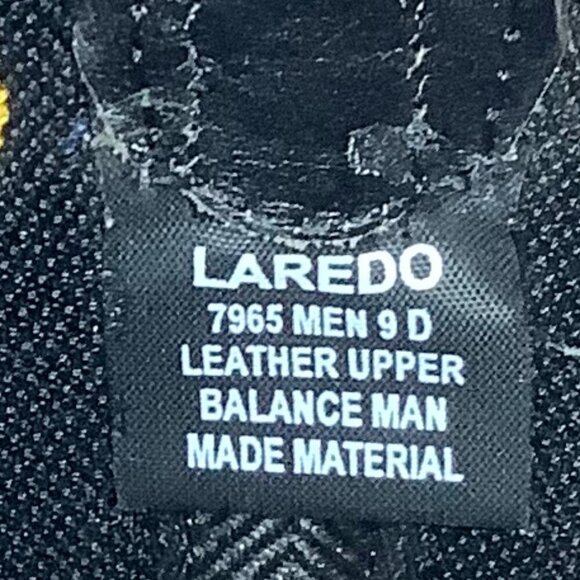 LAREDO
7965 MEN 9 D
LEATHER UPPER
BALANCE MAN
MADE MATERIAL